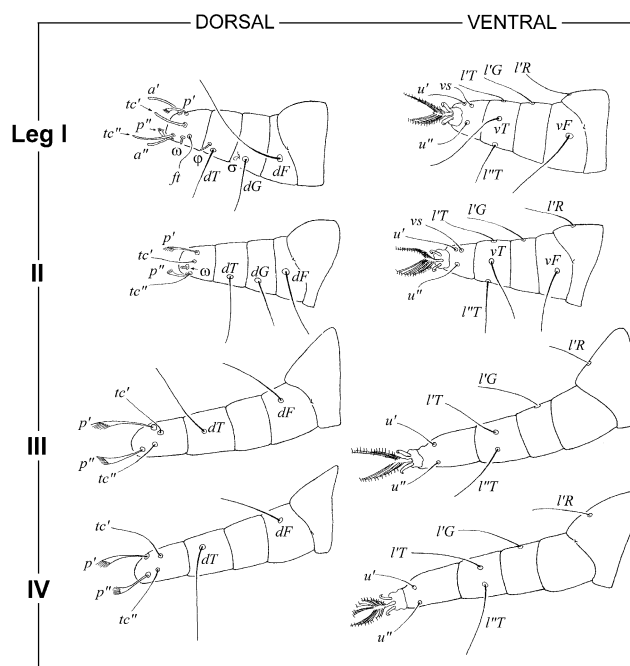 DORSAL VENTRAL
Leg I
a' p' tc' p'' tc'' a'' ω ft φ dT σ dG dF
u' vs l'T l'G l'R u'' vT vF l''T
II
p' tc' p'' tc'' ω dT dG dF
u' vs l'T l'G l'R u'' vT vF l''T
III
p' tc' p'' tc'' dT dF
u' l'T l'G l'R u'' l''T
IV
p' tc' p'' tc'' dT dF
u' l'T l'G l'R u'' l''T